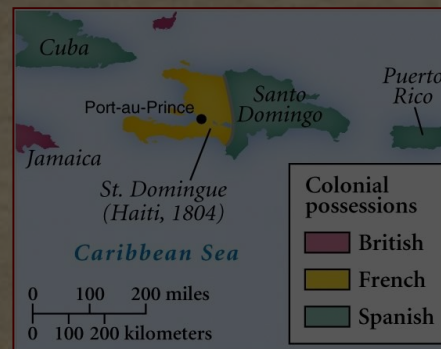 Cuba
Port-au-Prince
Santo
Domingo
Puerto
Rico
Jamaica
St. Domingue
(Haiti, 1804)
Caribbean Sea
0 100 200 miles
0 100 200 kilometers
Colonial
possessions
British
French
Spanish